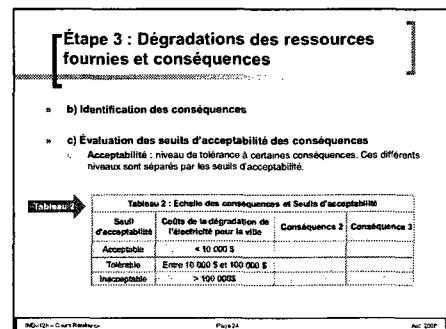 Étape 3 : Dégradations des ressources
fournies et conséquences
» b) Identification des conséquences
» c) Évaluation des seuils d'acceptabilité des conséquences
Acceptabilité : niveau de tolérance à certaines conséquences. Ces différents
niveaux sont séparés par les seuils d'acceptabilité.
Tableau 2
Tableau 2 : Echelle des conséquences et Seuils d'acceptabilité
Seuil d'acceptabilité Coûts de la dégradation de l'électricité pour la ville Conséquence 2 Conséquence 3
Acceptable < 10 000 $
Tolérable Entre 10 000 $ et 100 000 $
Inacceptable > 100 000$
Page 24